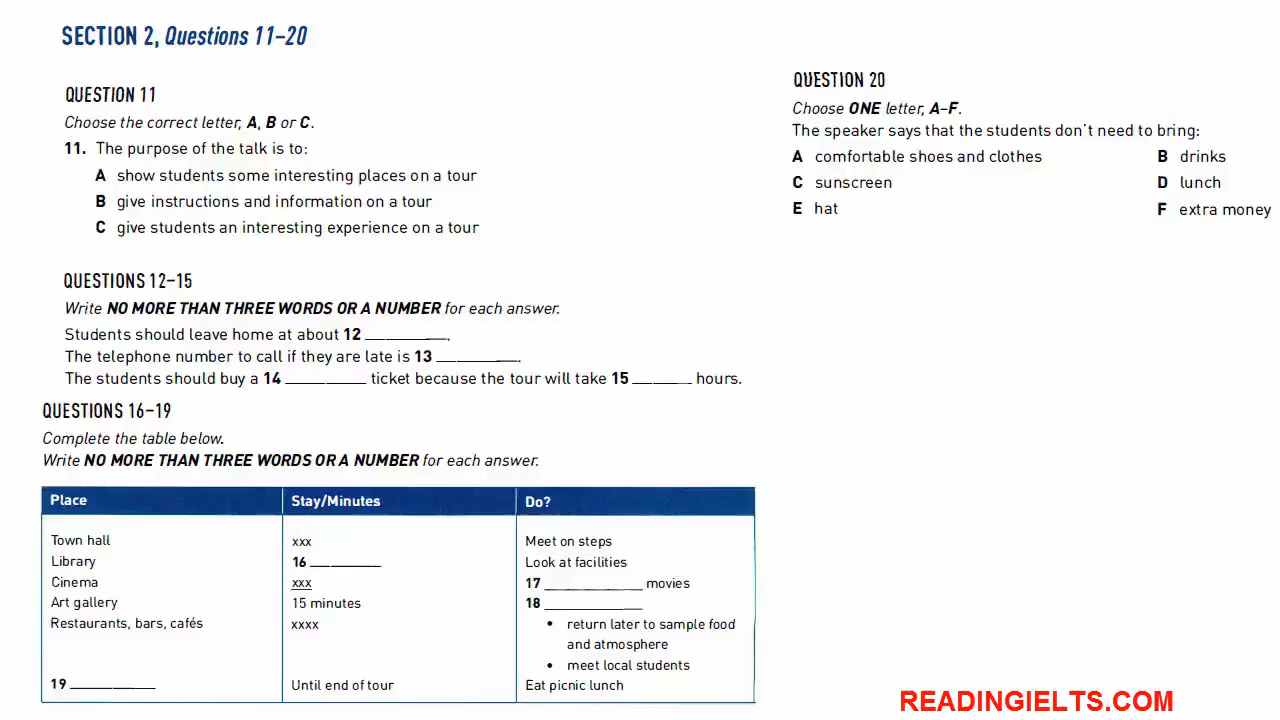 SECTION 2, Questions 11–20
QUESTION 11
Choose the correct letter, A, B or C.
11. The purpose of the talk is to:
A show students some interesting places on a tour
B give instructions and information on a tour
C give students an interesting experience on a tour
QUESTIONS 12–15
Write NO MORE THAN THREE WORDS OR A NUMBER for each answer.
Students should leave home at about 12 _________.
The telephone number to call if they are late is 13 _________.
The students should buy a 14 _________ ticket because the tour will take 15 ______ hours.
QUESTIONS 16–19
Complete the table below.
Write NO MORE THAN THREE WORDS OR A NUMBER for each answer.
Place Stay/Minutes Do?
Town hall xxx Meet on steps
Library 16 ________ Look at facilities
Cinema xxx 17 ___________ movies
Art gallery 15 minutes 18 ___________
Restaurants, bars, cafés xxxx • return later to sample food
and atmosphere
• meet local students
19 __________ Until end of tour Eat picnic lunch
QUESTION 20
Choose ONE letter, A–F.
The speaker says that the students don't need to bring:
A comfortable shoes and clothes B drinks
C sunscreen D lunch
E hat F extra money
READINGIELTS.COM